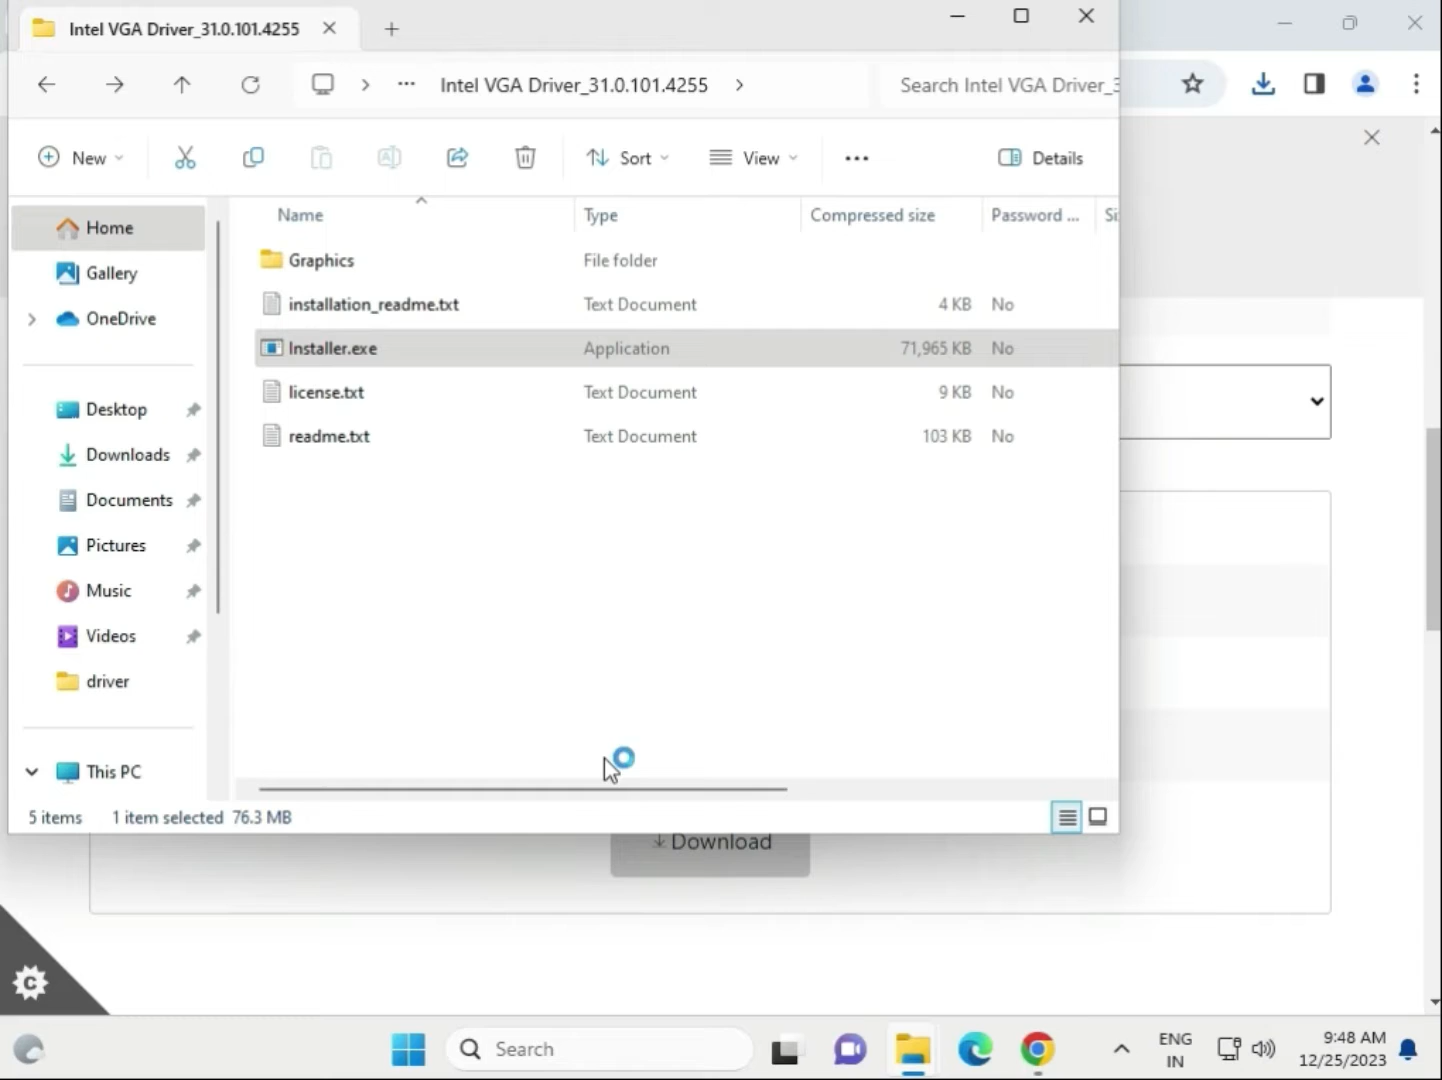 Intel VGA Driver_31.0.101.4255
Intel VGA Driver_31.0.101.4255
Search Intel VGA Driver_3
New
Sort
View
Details
Name
Type
Compressed size
Password ...
Si
Home
Gallery
OneDrive
Desktop
Downloads
Documents
Pictures
Music
Videos
driver
This PC
Graphics
File folder
installation_readme.txt
Text Document
4 KB
No
Installer.exe
Application
71,965 KB
No
license.txt
Text Document
9 KB
No
readme.txt
Text Document
103 KB
No
5 items
1 item selected
76.3 MB
Download
C
Search
ENG
IN
9:48 AM
12/25/2023